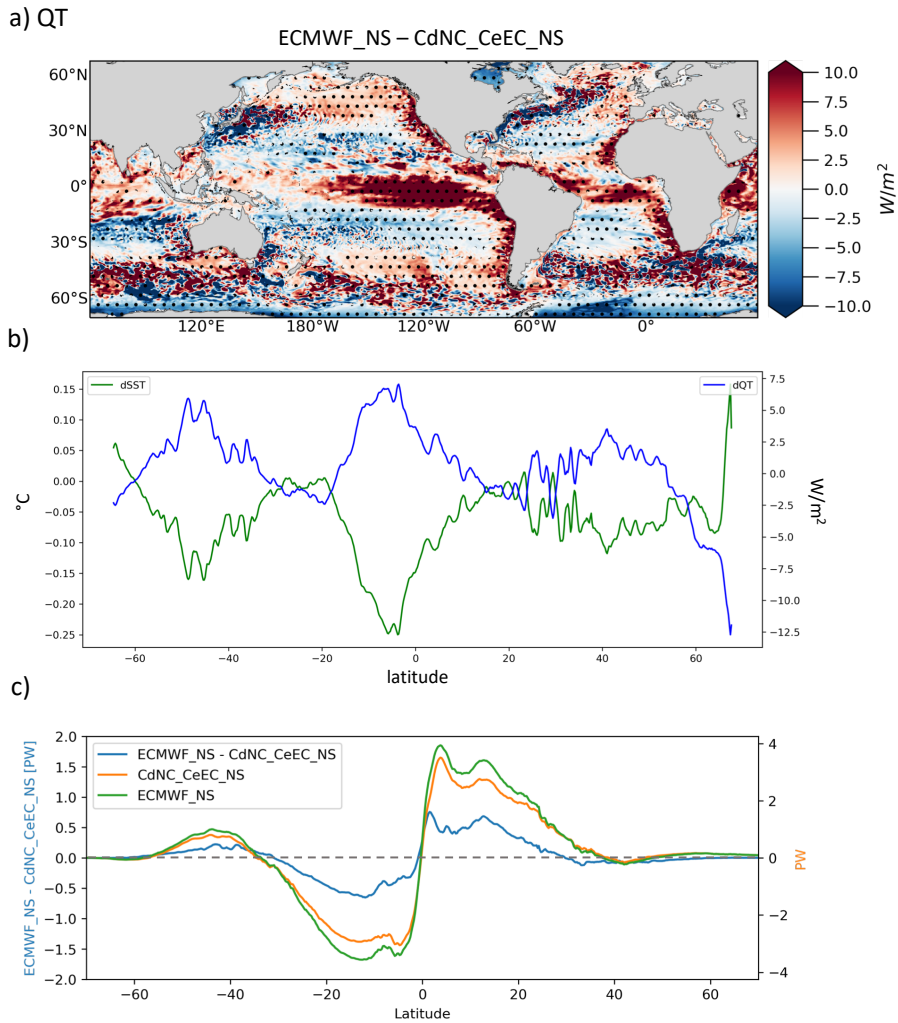 a) QT
ECMWF_NS – CdNC_CeEC_NS
60°N
30°N
0°
30°S
60°S
120°E
180°W
120°W
60°W
0°
10.0
7.5
5.0
2.5
0.0
−2.5
−5.0
−7.5
−10.0
W/m²
b)
dSST
dQT
0.15
0.10
0.05
0.00
−0.05
−0.10
−0.15
−0.20
−0.25
°C
7.5
5.0
2.5
0.0
−2.5
−5.0
−7.5
−10.0
−12.5
W/m²
−60
−40
−20
0
20
40
60
latitude
c)
ECMWF_NS - CdNC_CeEC_NS
CdNC_CeEC_NS
ECMWF_NS
2.0
1.5
1.0
0.5
0.0
−0.5
−1.0
−1.5
−2.0
ECMWF_NS - CdNC_CeEC_NS [PW]
4
2
0
−2
−4
PW
−60
−40
−20
0
20
40
60
Latitude